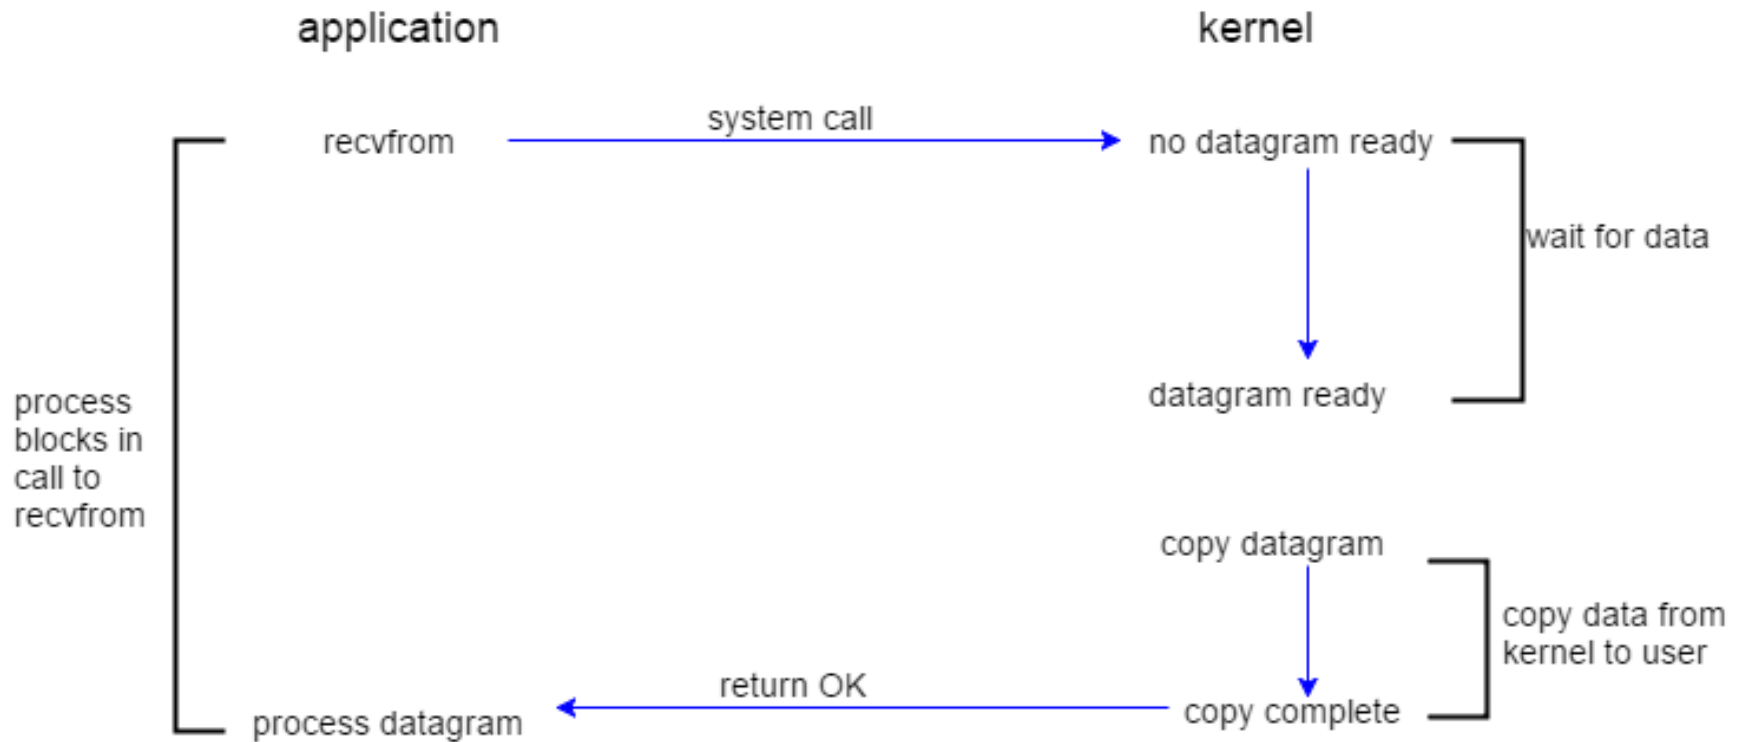 application
kernel
system call
recvfrom
no datagram ready
wait for data
datagram ready
process
blocks in
call to
recvfrom
copy datagram
copy data from
kernel to user
return OK
process datagram
copy complete